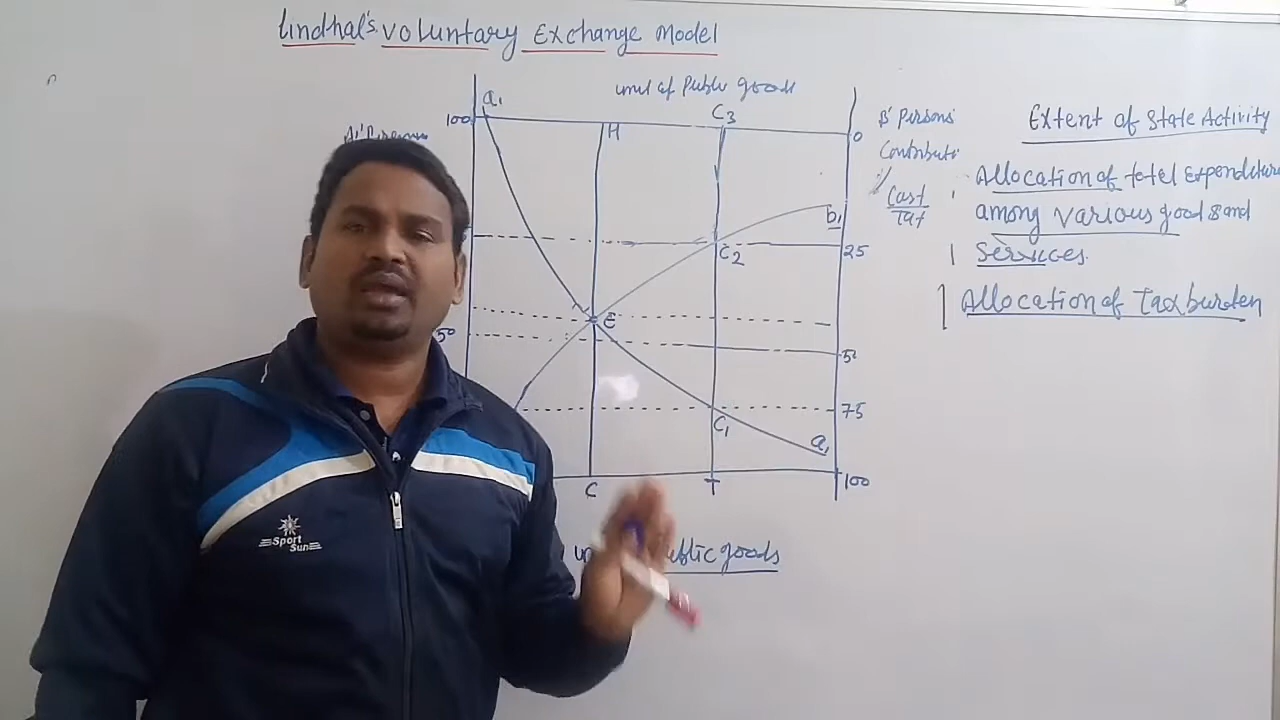 Lindhal's Voluntary Exchange Model
unit of Public goods
a1
100
H
C3
0
B' Persons
Contributi
Cost
Tax
b1
25
C2
E
50
50
75
C1
a1
100
C
T
Public goods
Extent of State Activity
Allocation of total Expenditure
among various goods and
Services.
Allocation of Tax burden
Sport
Sun